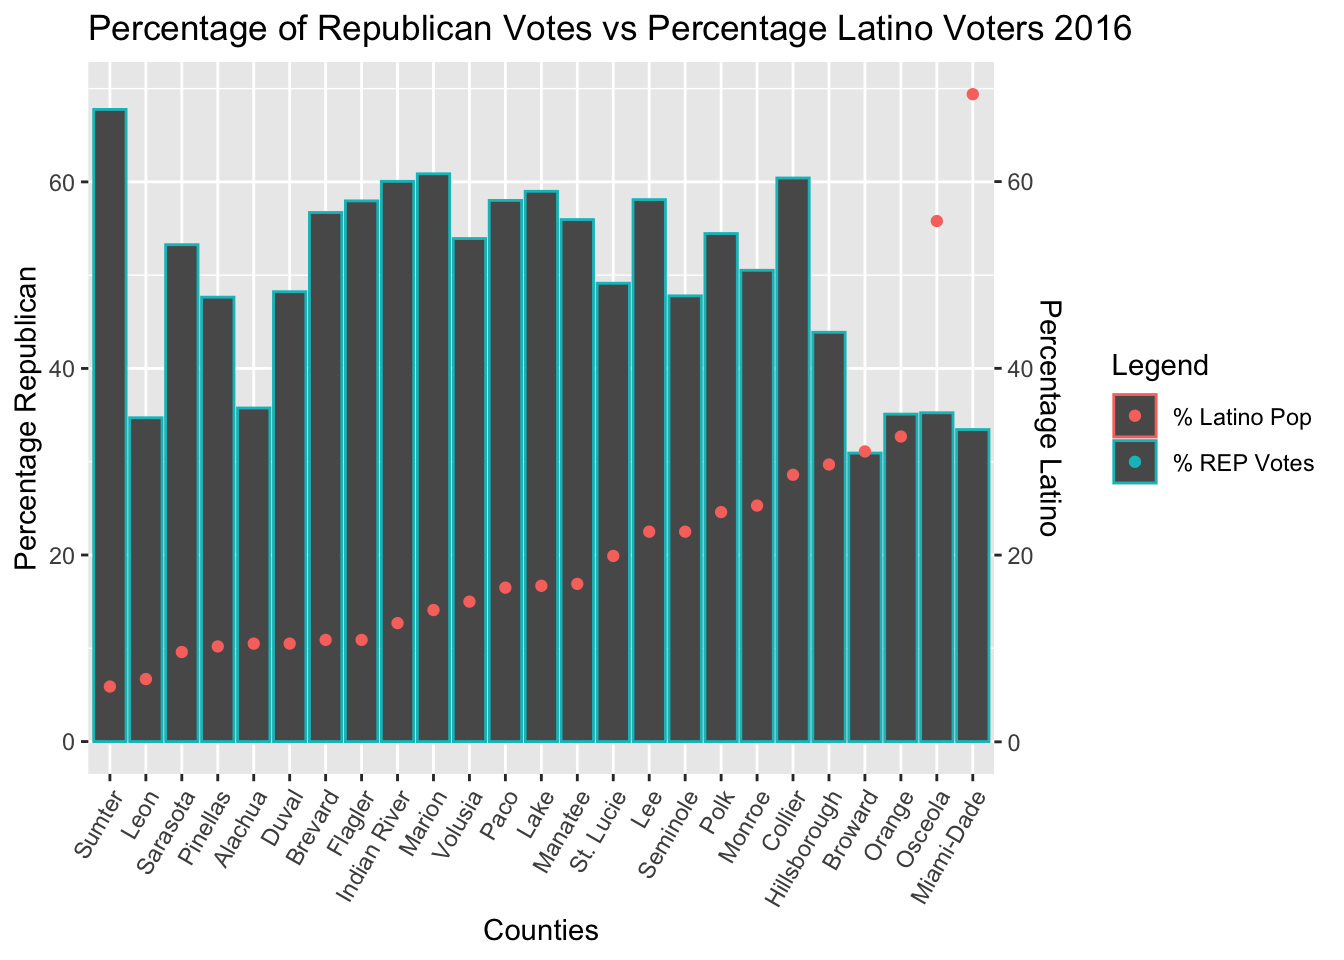 Percentage of Republican Votes vs Percentage Latino Voters 2016
Percentage Republican
60
40
20
0
60
40
20
0
Percentage Latino
Sumter
Leon
Sarasota
Pinellas
Alachua
Duval
Brevard
Flagler
Indian River
Marion
Volusia
Paco
Lake
Manatee
St. Lucie
Lee
Seminole
Polk
Monroe
Collier
Hillsborough
Broward
Orange
Osceola
Miami-Dade
Counties
Legend
% Latino Pop
% REP Votes